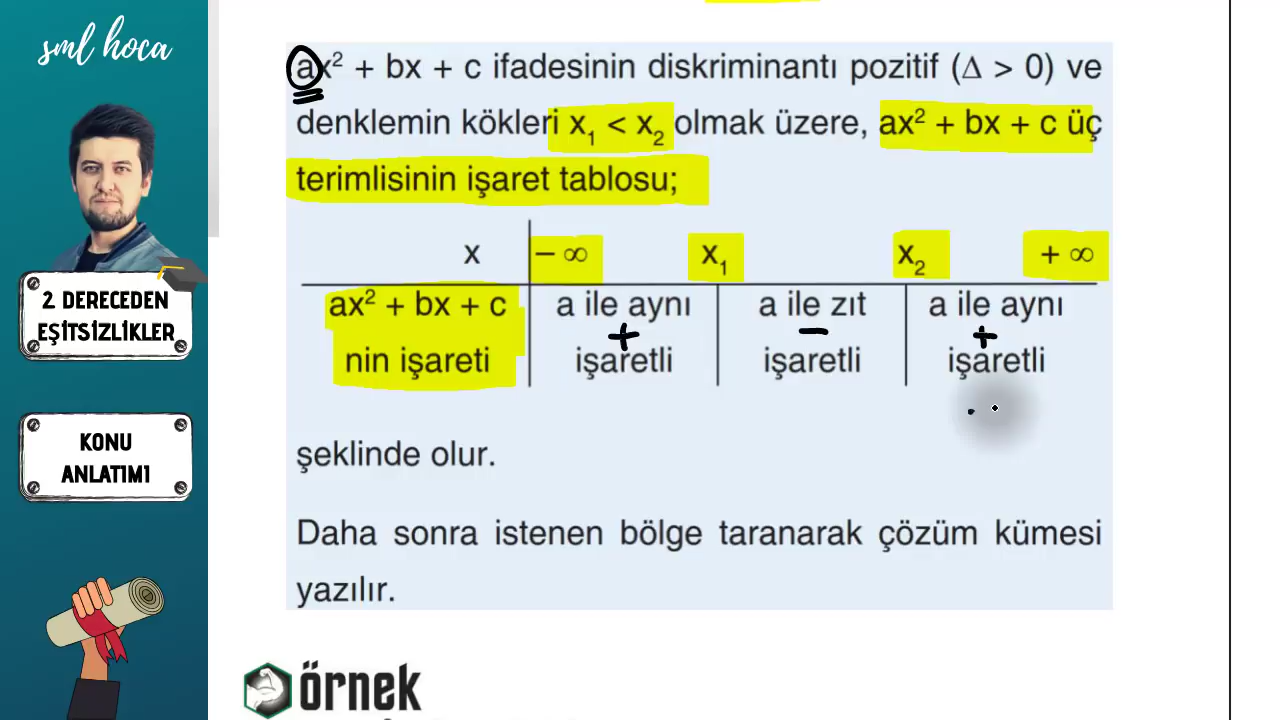 sml hoca
2 DERECEDEN
EŞİTSİZLİKLER
KONU
ANLATIMI
ax² + bx + c ifadesinin diskriminantı pozitif (Δ > 0) ve
denklemin kökleri x₁ < x₂ olmak üzere, ax² + bx + c üç
terimlisinin işaret tablosu;
x − ∞ x₁ x₂ + ∞
ax² + bx + c a ile aynı a ile zıt a ile aynı
+ − +
nin işareti işaretli işaretli işaretli
şeklinde olur.
Daha sonra istenen bölge taranarak çözüm kümesi
yazılır.
örnek